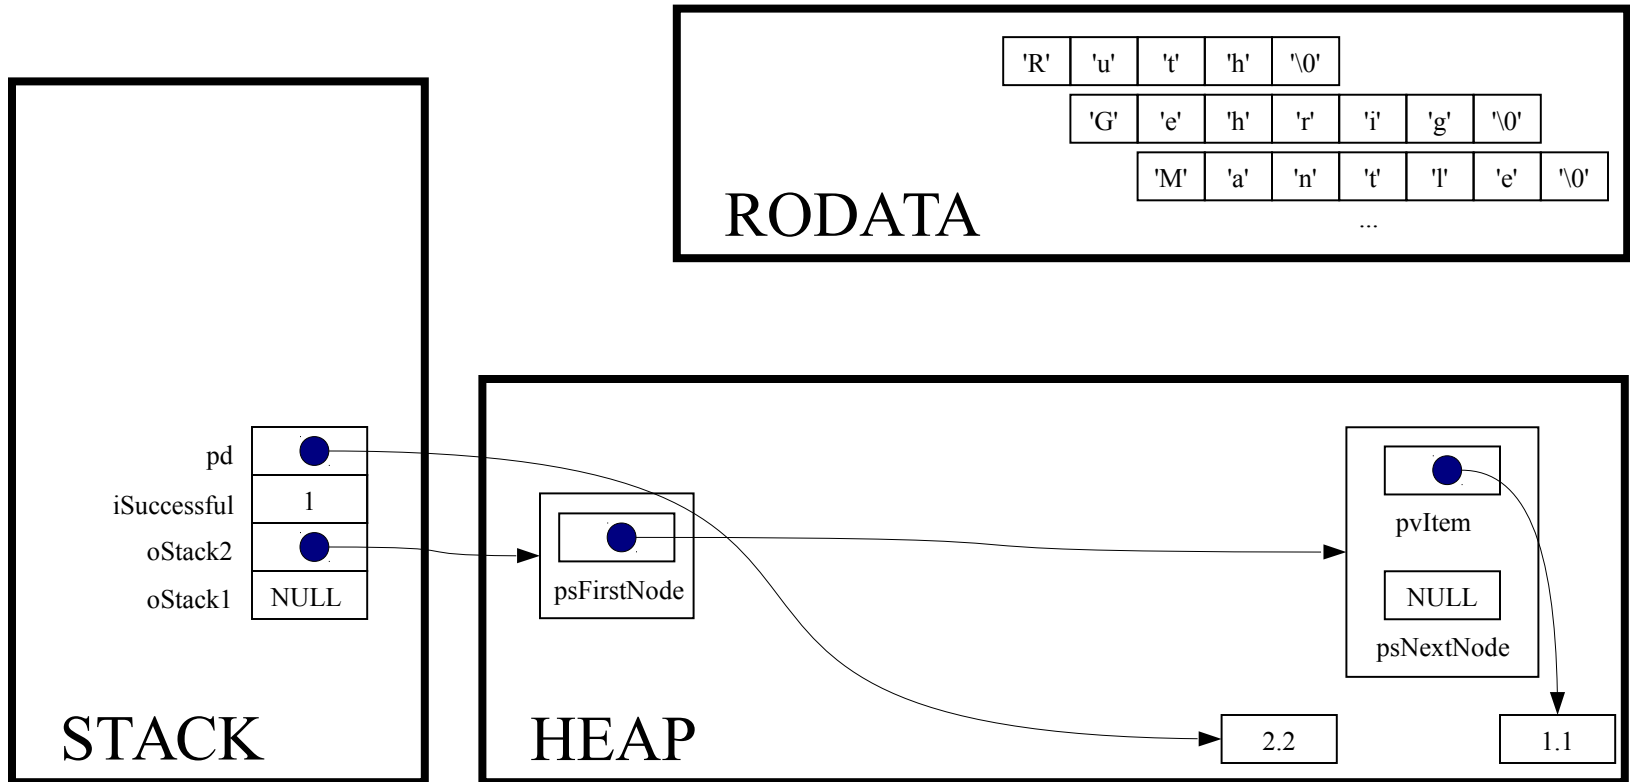 'R' 'u' 't' 'h' '\0'
'G' 'e' 'h' 'r' 'i' 'g' '\0'
'M' 'a' 'n' 't' 'l' 'e' '\0'
...
RODATA
pd
iSuccessful 1
oStack2
oStack1 NULL
STACK
psFirstNode
pvItem
NULL
psNextNode
HEAP
2.2
1.1